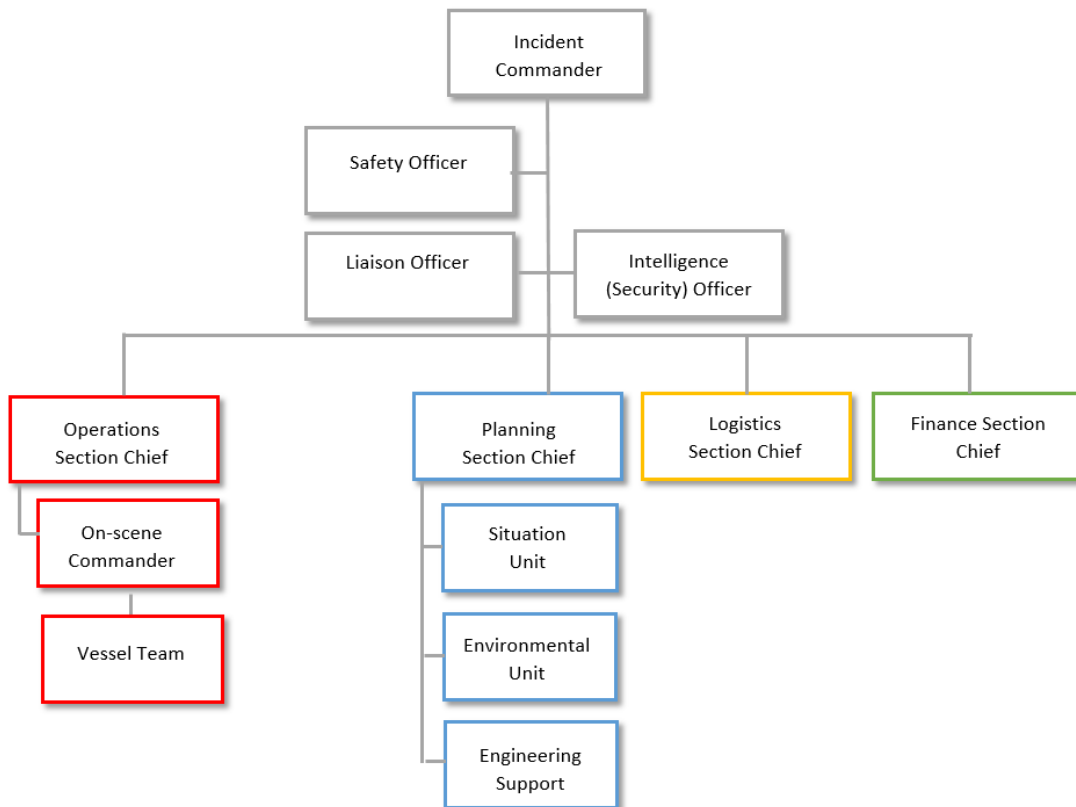 Incident
Commander
Safety Officer
Liaison Officer
Intelligence
(Security) Officer
Operations
Section Chief
Planning
Section Chief
Logistics
Section Chief
Finance Section
Chief
On-scene
Commander
Situation
Unit
Vessel Team
Environmental
Unit
Engineering
Support